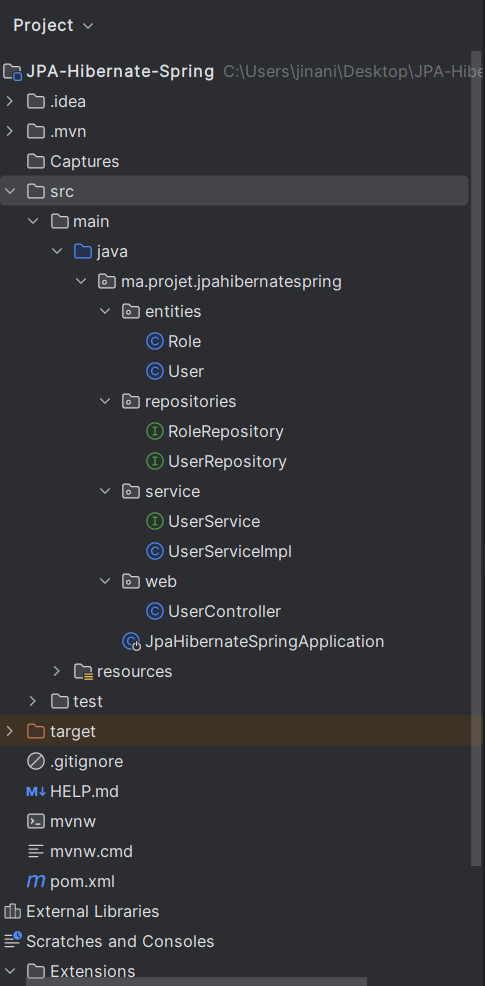 Project
JPA-Hibernate-Spring C:\Users\jinani\Desktop\JPA-Hibe
.idea
.mvn
Captures
src
main
java
ma.projet.jpahibernatespring
entities
C Role
C User
repositories
I RoleRepository
I UserRepository
service
I UserService
C UserServiceImpl
web
C UserController
C JpaHibernateSpringApplication
resources
test
target
.gitignore
M↓ HELP.md
mvnw
mvnw.cmd
m pom.xml
External Libraries
Scratches and Consoles
Extensions